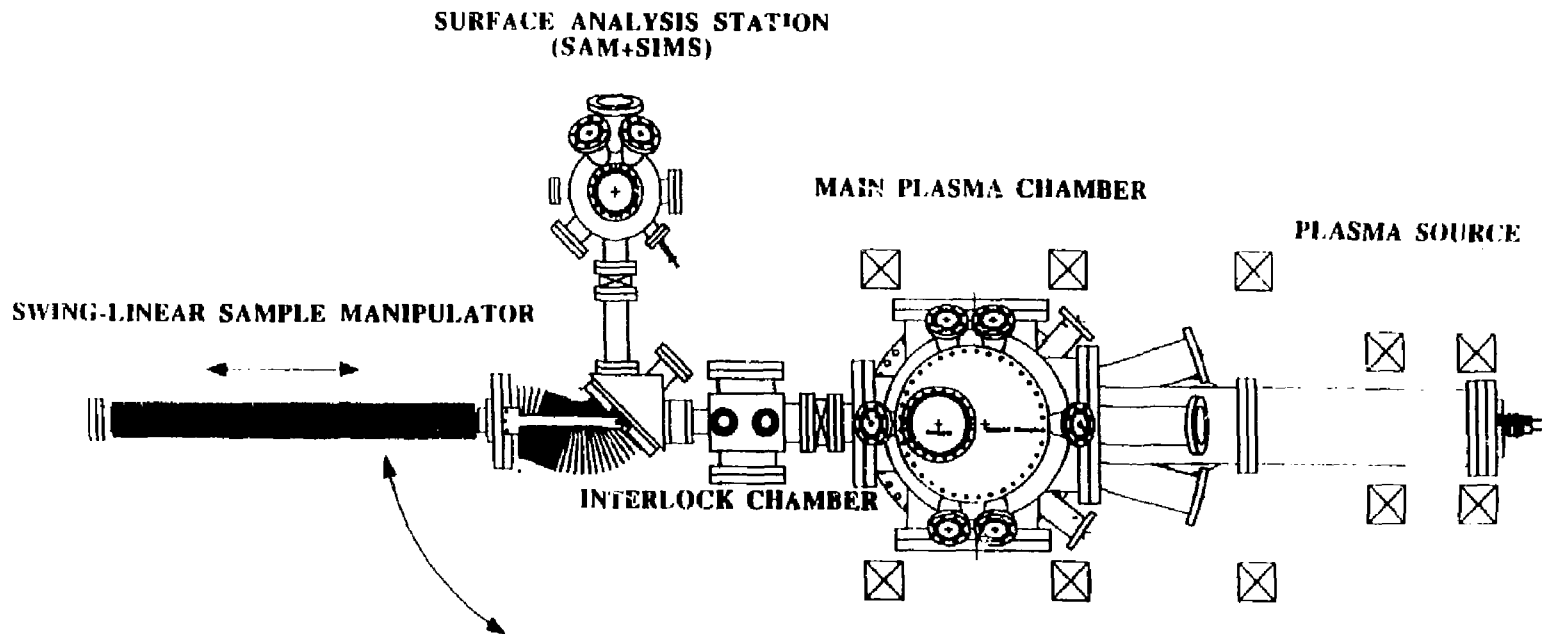 SURFACE ANALYSIS STATION
(SAM+SIMS)
MAIN PLASMA CHAMBER
PLASMA SOURCE
SWING-LINEAR SAMPLE MANIPULATOR
INTERLOCK CHAMBER